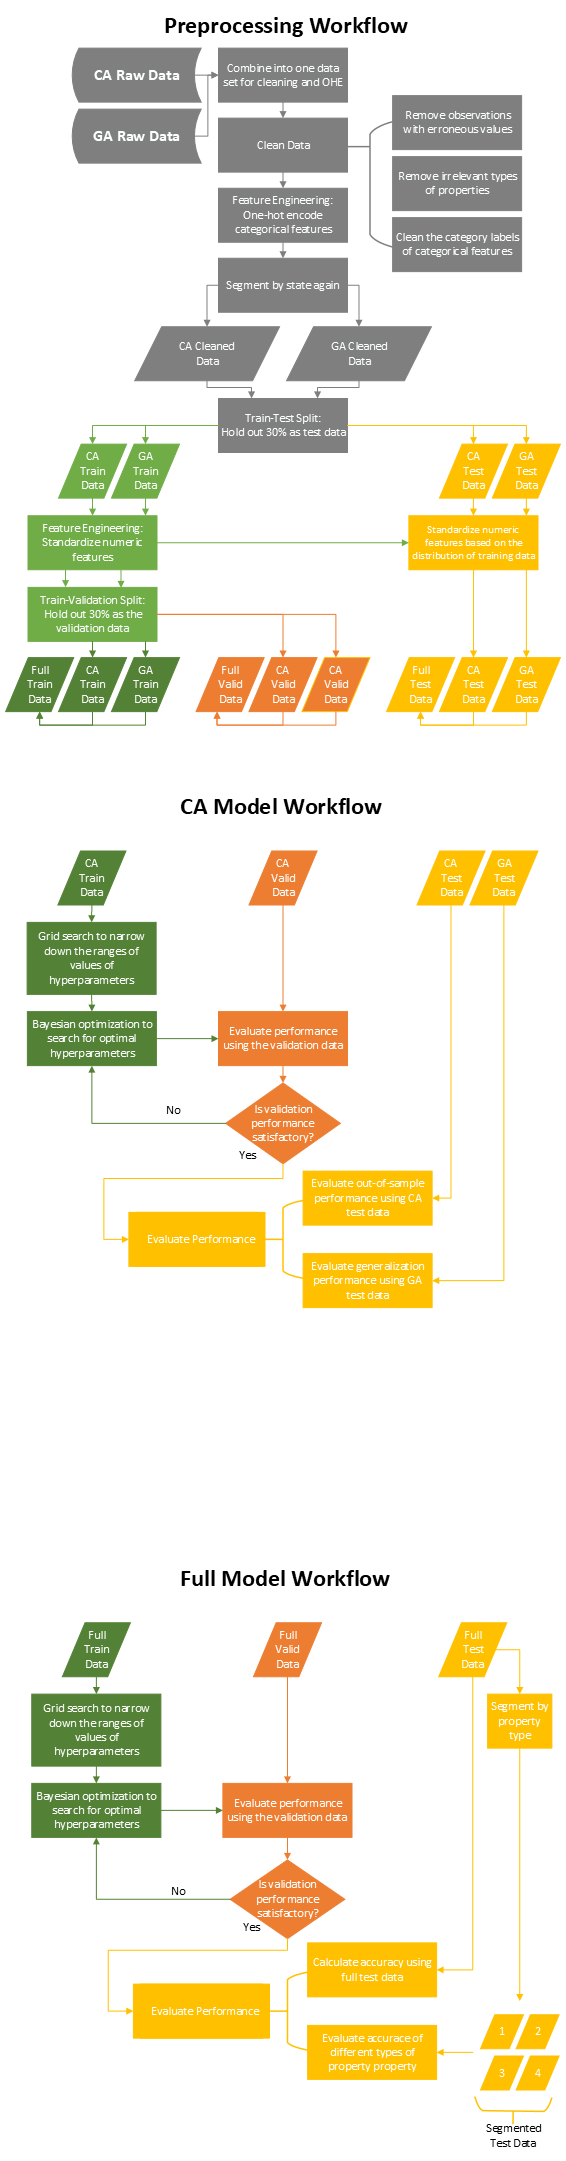 Preprocessing Workflow
CA Raw Data
GA Raw Data
Combine into one data
set for cleaning and OHE
Clean Data
Remove observations
with erroneous values
Remove irrelevant types
of properties
Clean the category labels
of categorical features
Feature Engineering:
One-hot encode
categorical features
Segment by state again
CA Cleaned
Data
GA Cleaned
Data
Train-Test Split:
Hold out 30% as test data
CA
Train
Data
GA
Train
Data
CA
Test
Data
GA
Test
Data
Feature Engineering:
Standardize numeric
features
Standardize numeric
features based on the
distribution of training data
Train-Validation Split:
Hold out 30% as the
validation data
Full
Train
Data
CA
Train
Data
GA
Train
Data
Full
Valid
Data
CA
Valid
Data
CA
Valid
Data
Full
Test
Data
CA
Test
Data
GA
Test
Data
CA Model Workflow
CA
Train
Data
CA
Valid
Data
CA
Test
Data
GA
Test
Data
Grid search to narrow
down the ranges of
values of
hyperparameters
Bayesian optimization to
search for optimal
hyperparameters
Evaluate performance
using the validation data
Is validation
performance
satisfactory?
No
Yes
Evaluate out-of-sample
performance using CA
test data
Evaluate Performance
Evaluate generalization
performance using GA
test data
Full Model Workflow
Full
Train
Data
Full
Valid
Data
Full
Test
Data
Grid search to narrow
down the ranges of
values of
hyperparameters
Segment by
property
type
Bayesian optimization to
search for optimal
hyperparameters
Evaluate performance
using the validation data
Is validation
performance
satisfactory?
No
Yes
Calculate accuracy using
full test data
Evaluate Performance
Evaluate accurace of
different types of
property property
1
2
3
4
Segmented
Test Data